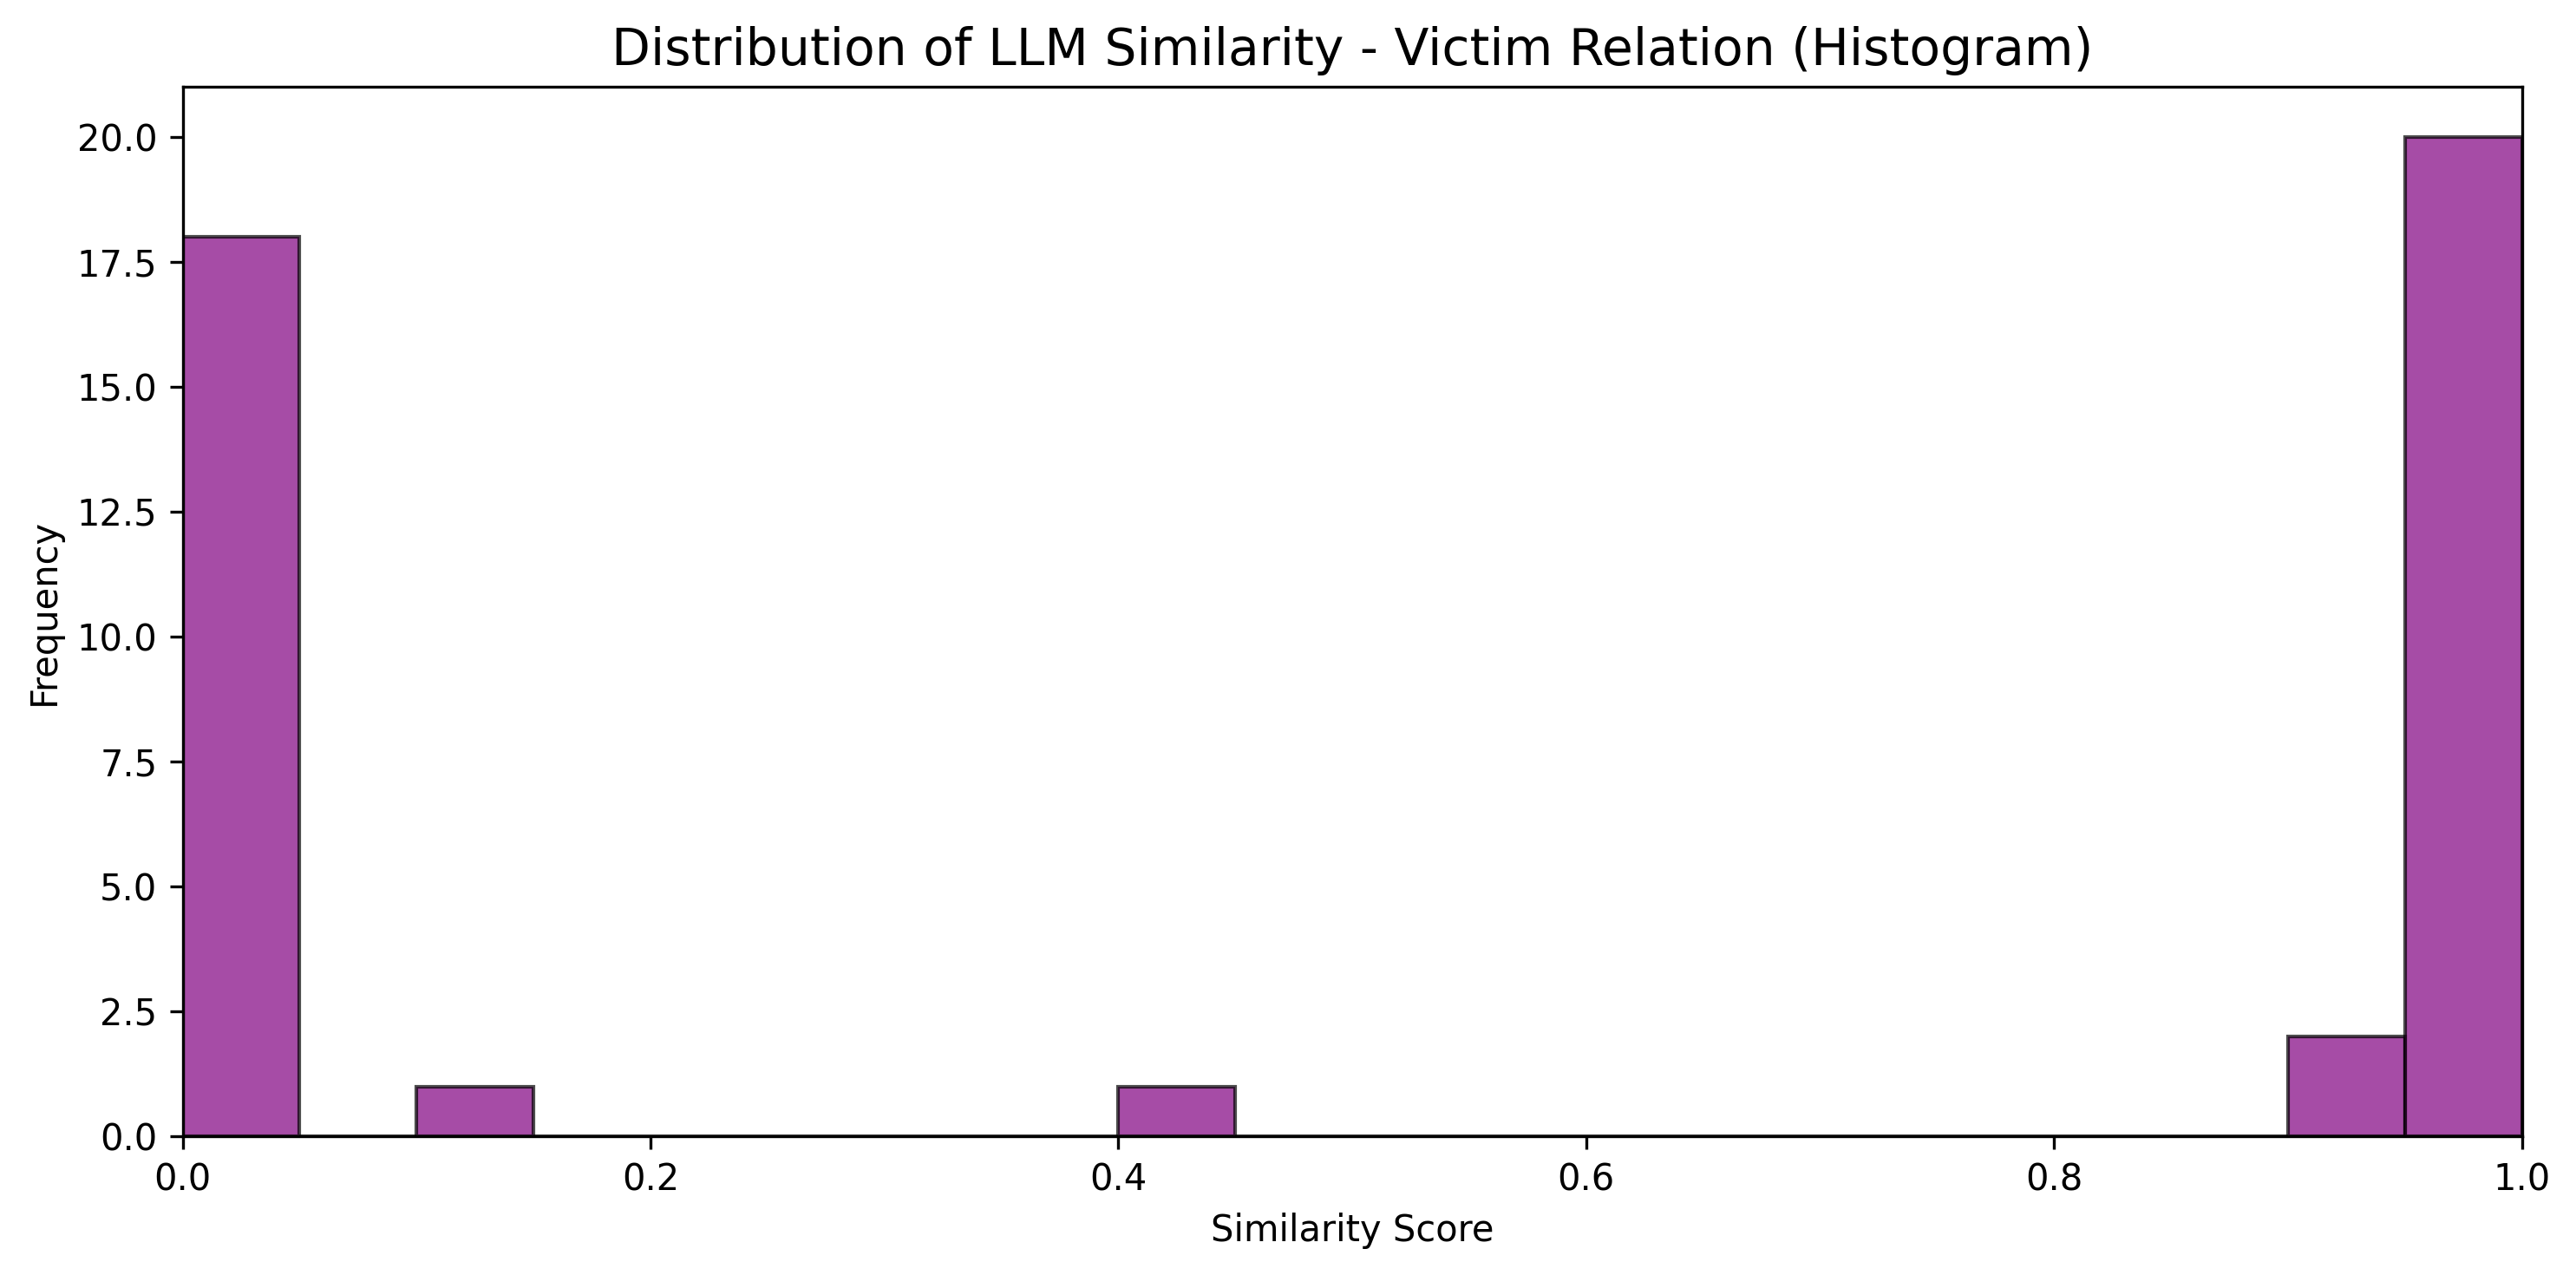 Distribution of LLM Similarity - Victim Relation (Histogram)
20.0
17.5
15.0
12.5
10.0
7.5
5.0
2.5
0.0
Frequency
0.0 0.2 0.4 0.6 0.8 1.0
Similarity Score